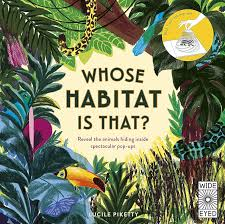 WHOSE
HABITAT
IS THAT?
Reveal the animals hiding inside
spectacular pop-ups
LUCILE PIKETTY
WIDE
EYED